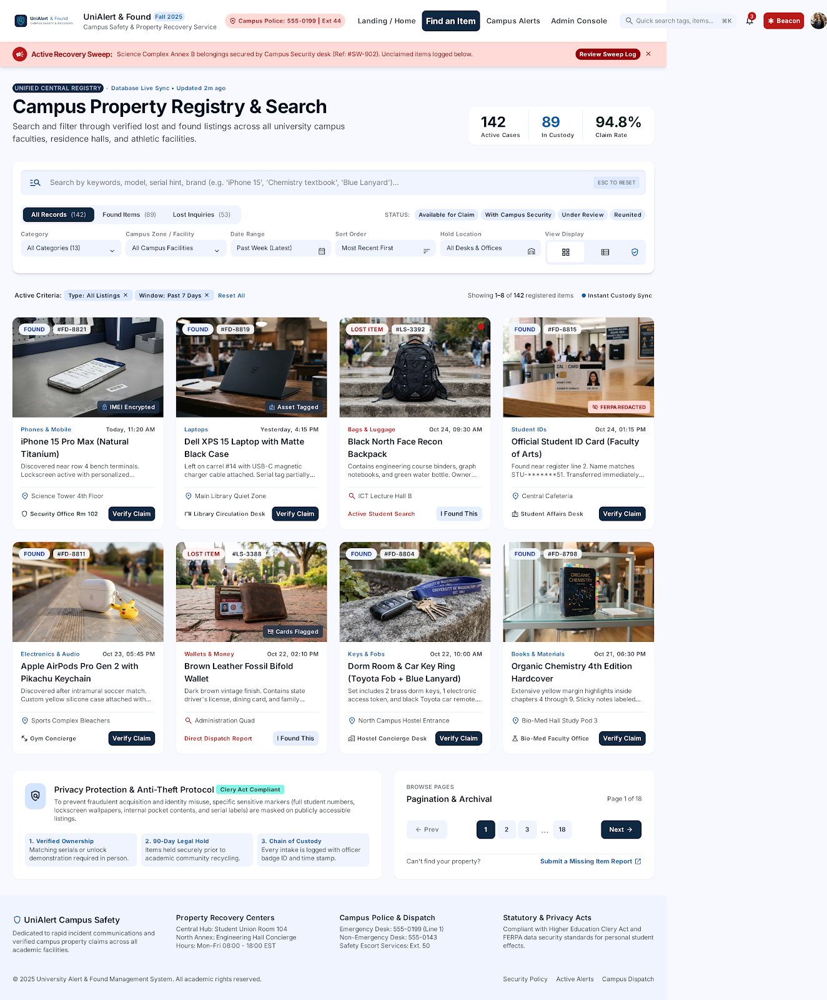 UniAlert & Found
CAMPUS SAFETY & RECOVERY
UniAlert & Found Fall 2025
Campus Safety & Property Recovery Service
Campus Police: 555-0199 | Ext 44
Landing / Home
Find an Item
Campus Alerts
Admin Console
Quick search tags, items... ⌘K
3
Beacon
Active Recovery Sweep: Science Complex Annex B belongings secured by Campus Security desk (Ref: #SW-902). Unclaimed items logged below.
Review Sweep Log ×
UNIFIED CENTRAL REGISTRY • Database Live Sync • Updated 2m ago
Campus Property Registry & Search
Search and filter through verified lost and found listings across all university campus
faculties, residence halls, and athletic facilities.
142 89 94.8%
Active Cases In Custody Claim Rate
Search by keywords, model, serial hint, brand (e.g. 'iPhone 15', 'Chemistry textbook', 'Blue Lanyard')...
ESC TO RESET
All Records (142) Found Items (89) Lost Inquiries (53)
STATUS: Available for Claim With Campus Security Under Review Reunited
Category Campus Zone / Facility Date Range Sort Order Hold Location View Display
All Categories (13) All Campus Facilities Past Week (Latest) Most Recent First All Desks & Offices
Active Criteria: Type: All Listings × Window: Past 7 Days × Reset All
Showing 1–8 of 142 registered items Instant Custody Sync
FOUND #FD-8821
IMEI Encrypted
Phones & Mobile Today, 11:20 AM
iPhone 15 Pro Max (Natural
Titanium)
Discovered near row 4 bench terminals.
Lockscreen active with personalized...
Science Tower 4th Floor
Security Office Rm 102 Verify Claim
FOUND #FD-8819
Asset Tagged
Laptops Yesterday, 4:15 PM
Dell XPS 15 Laptop with Matte
Black Case
Left on carrel #14 with USB-C magnetic
charger cable attached. Serial tag partially...
Main Library Quiet Zone
Library Circulation Desk Verify Claim
LOST ITEM #LS-3392
Bags & Luggage Oct 24, 09:30 AM
Black North Face Recon
Backpack
Contains engineering course binders, graph
notebooks, and green water bottle. Owner...
ICT Lecture Hall B
Active Student Search I Found This
FOUND #FD-8815
CAL 1 CARD
FERPA REDACTED
Student IDs Oct 24, 01:15 PM
Official Student ID Card (Faculty
of Arts)
Found near register line 2. Name matches
STU-*******51. Transferred immediately...
Central Cafeteria
Student Affairs Desk Verify Claim
FOUND #FD-8811
Electronics & Audio Oct 23, 05:45 PM
Apple AirPods Pro Gen 2 with
Pikachu Keychain
Discovered after intramural soccer match.
Custom yellow silicone case attached with...
Sports Complex Bleachers
Gym Concierge Verify Claim
LOST ITEM #LS-3388
Cards Flagged
Wallets & Money Oct 22, 02:10 PM
Brown Leather Fossil Bifold
Wallet
Dark brown vintage finish. Contains state
driver's license, dining card, and family...
Administration Quad
Direct Dispatch Report I Found This
FOUND #FD-8804
UNIVERSITY OF WASHINGTON
EST. 1861
Keys & Fobs Oct 22, 10:00 AM
Dorm Room & Car Key Ring
(Toyota Fob + Blue Lanyard)
Set includes 2 brass dorm keys, 1 electronic
access token, and black Toyota car remote....
North Campus Hostel Entrance
Hostel Concierge Desk Verify Claim
FOUND #FD-8798
ORGANIC
CHEMISTRY
Books & Materials Oct 21, 06:30 PM
Organic Chemistry 4th Edition
Hardcover
Extensive yellow margin highlights inside
chapters 4 through 9. Sticky notes labeled...
Bio-Med Hall Study Pod 3
Bio-Med Faculty Office Verify Claim
Privacy Protection & Anti-Theft Protocol Clery Act Compliant
To prevent fraudulent acquisition and identity misuse, specific sensitive markers (full student numbers,
lockscreen wallpapers, internal pocket contents, and serial labels) are masked on publicly accessible
listings.
1. Verified Ownership
Matching serials or unlock
demonstration required in person.
2. 90-Day Legal Hold
Items held securely prior to
academic community recycling.
3. Chain of Custody
Every intake is logged with officer
badge ID and time stamp.
BROWSE PAGES
Pagination & Archival Page 1 of 18
← Prev 1 2 3 ... 18 Next →
Can't find your property? Submit a Missing Item Report
UniAlert Campus Safety
Dedicated to rapid incident communications and
verified campus property claims across all
academic facilities.
Property Recovery Centers
Central Hub: Student Union Room 104
North Annex: Engineering Hall Concierge
Hours: Mon-Fri 08:00 - 18:00 EST
Campus Police & Dispatch
Emergency Desk: 555-0199 (Line 1)
Non-Emergency Desk: 555-0143
Safety Escort Services: Ext. 50
Statutory & Privacy Acts
Compliant with Higher Education Clery Act and
FERPA data security standards for personal student
effects.
© 2025 University Alert & Found Management System. All academic rights reserved.
Security Policy Active Alerts Campus Dispatch